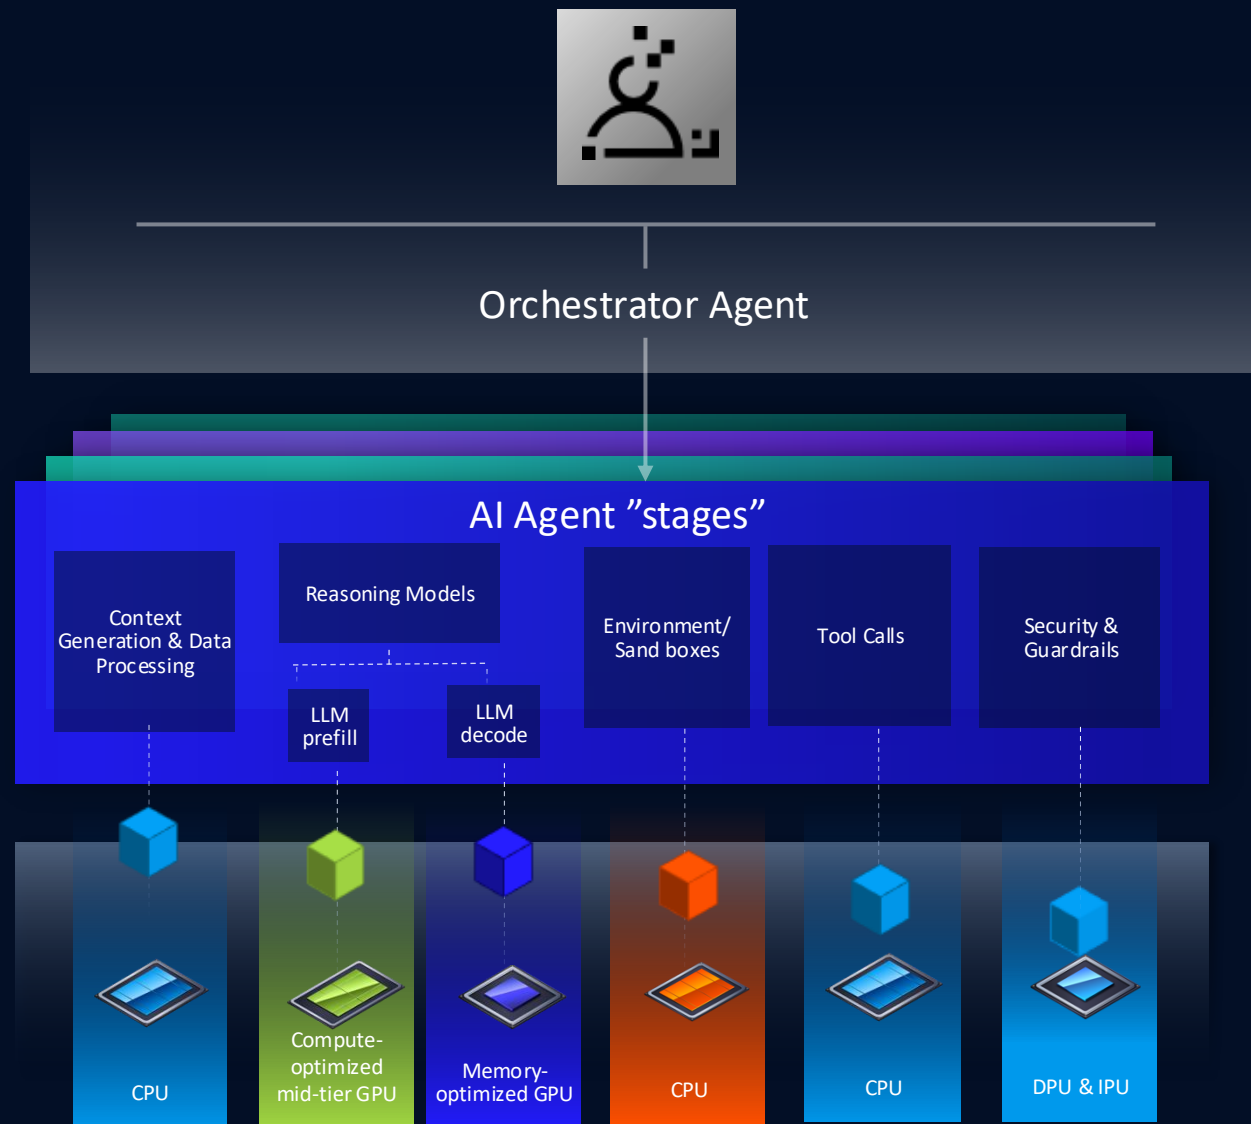 Orchestrator Agent
AI Agent ”stages”
Context
Generation & Data
Processing
Reasoning Models
LLM
prefill
LLM
decode
Environment/
Sand boxes
Tool Calls
Security &
Guardrails
CPU
Compute-
optimized
mid-tier GPU
Memory-
optimized GPU
CPU
CPU
DPU & IPU